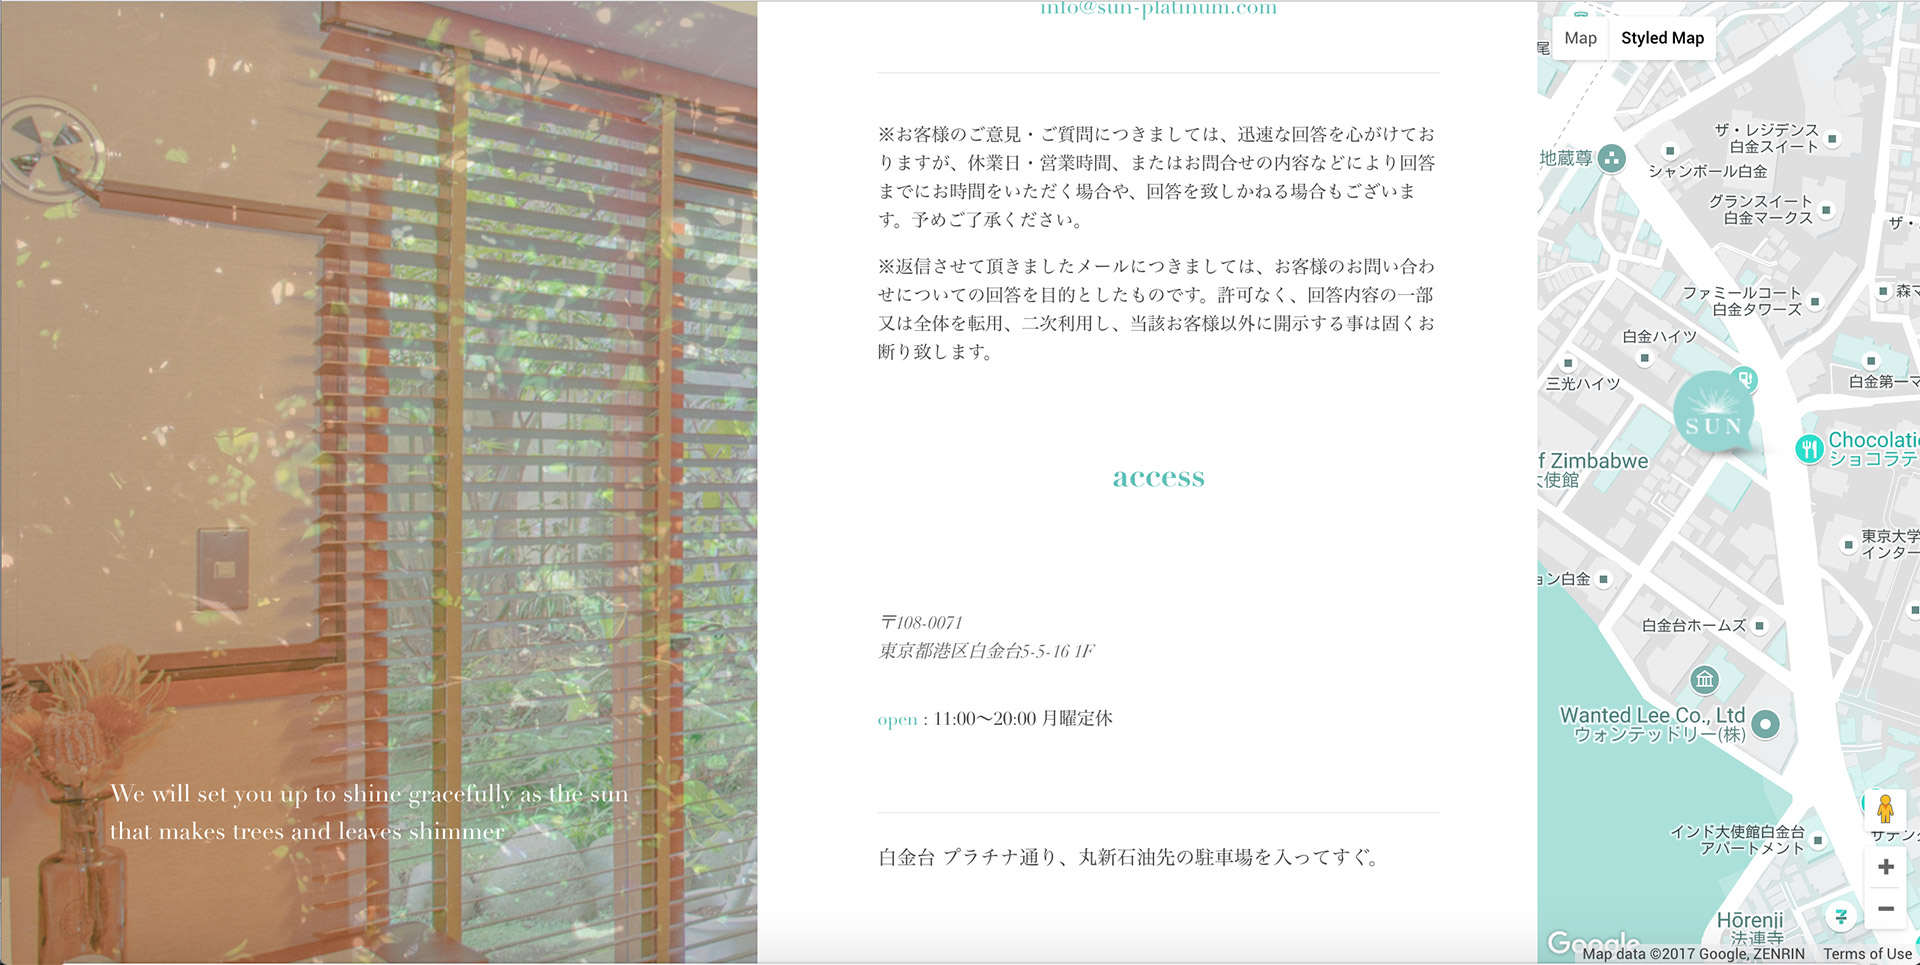 We will set you up to shine gracefully as the sun
that makes trees and leaves shimmer
info@sun-platinum.com
※お客様のご意見・ご質問につきましては、迅速な回答を心がけてお
りますが、休業日・営業時間、またはお問合せの内容などにより回答
までにお時間をいただく場合や、回答を致しかねる場合もございま
す。予めご了承ください。
※返信させて頂きましたメールにつきましては、お客様のお問い合わ
せについての回答を目的としたものです。許可なく、回答内容の一部
又は全体を転用、二次利用し、当該お客様以外に開示する事は固くお
断り致します。
access
〒108-0071
東京都港区白金台5-5-16 1F
open : 11:00〜20:00 月曜定休
白金台 プラチナ通り、丸新石油先の駐車場を入ってすぐ。
Map
Styled Map
尾
ザ・レジデンス
白金スイート
地蔵尊
シャンボール白金
グランスイート
白金マークス
ザ・
ファミールコート
白金タワーズ
森マ
白金ハイツ
三光ハイツ
白金第一マ
SUN
Chocolati
ショコラテ
f Zimbabwe
大使館
東京大学
インター
ョン白金
白金台ホームズ
Wanted Lee Co., Ltd
ウォンテッドリー(株)
インド大使館白金台
アパートメント
サテン
Hōrenji
法連寺
Google
Map data ©2017 Google, ZENRIN
Terms of Use